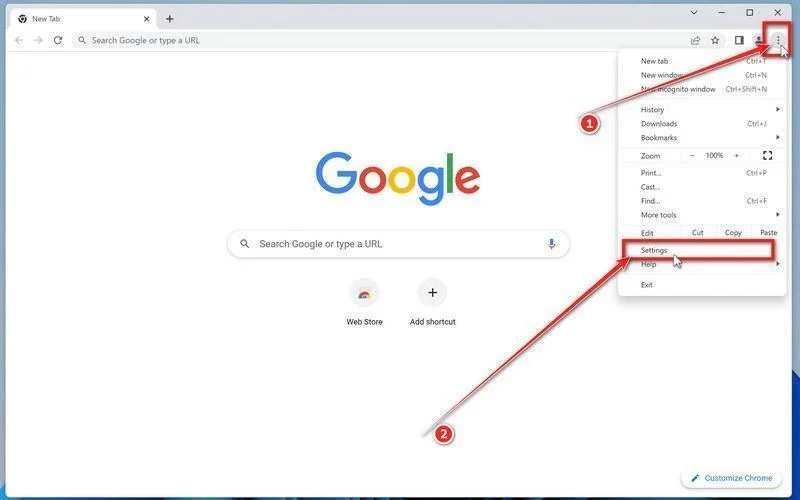 New Tab
Search Google or type a URL
New tab Ctrl+T
New window Ctrl+N
New Incognito window Ctrl+Shift+N
1
History
Downloads Ctrl+J
Bookmarks
Zoom - 100% +
Google
Print... Ctrl+P
Cast...
Find... Ctrl+F
More tools
Edit Cut Copy Paste
Search Google or type a URL
Settings
Help
Exit
Web Store Add shortcut
2
Customize Chrome